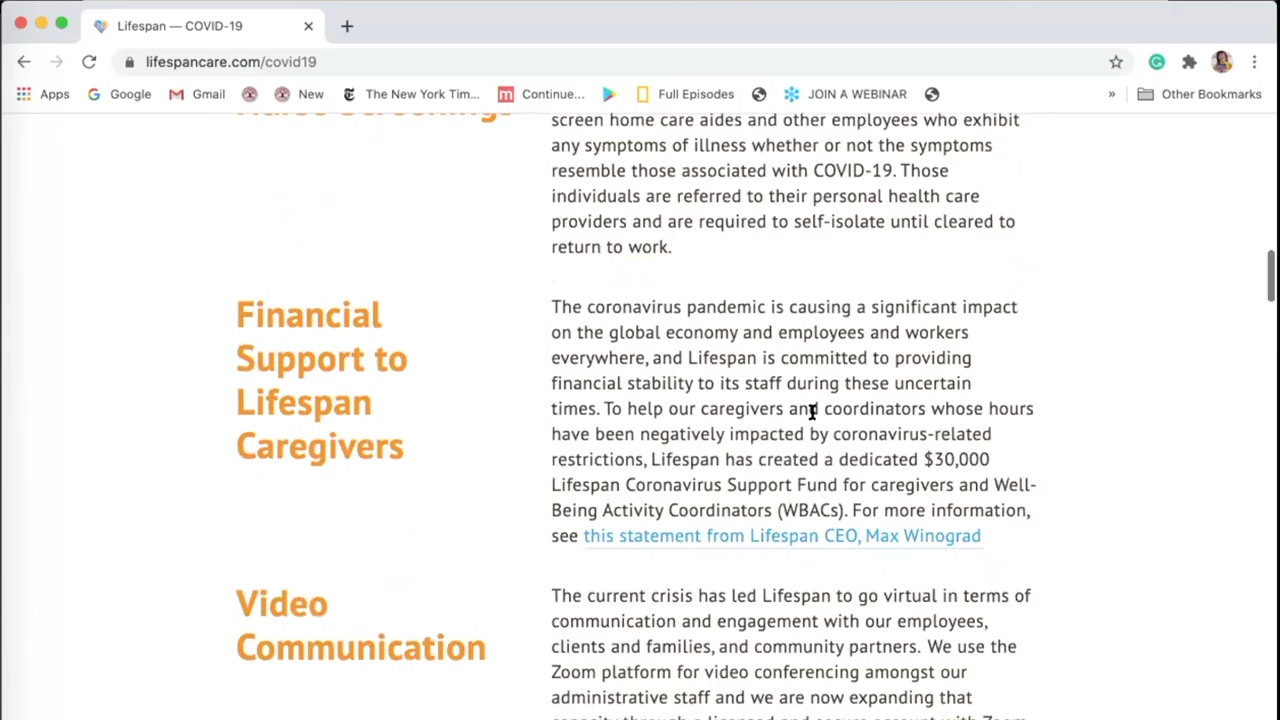 Lifespan — COVID-19
lifespancare.com/covid19
Apps Google Gmail New The New York Tim... Continue... Full Episodes JOIN A WEBINAR » Other Bookmarks
screen home care aides and other employees who exhibit
any symptoms of illness whether or not the symptoms
resemble those associated with COVID-19. Those
individuals are referred to their personal health care
providers and are required to self-isolate until cleared to
return to work.
Financial
Support to
Lifespan
Caregivers
The coronavirus pandemic is causing a significant impact
on the global economy and employees and workers
everywhere, and Lifespan is committed to providing
financial stability to its staff during these uncertain
times. To help our caregivers and coordinators whose hours
have been negatively impacted by coronavirus-related
restrictions, Lifespan has created a dedicated $30,000
Lifespan Coronavirus Support Fund for caregivers and Well-
Being Activity Coordinators (WBACs). For more information,
see this statement from Lifespan CEO, Max Winograd
Video
Communication
The current crisis has led Lifespan to go virtual in terms of
communication and engagement with our employees,
clients and families, and community partners. We use the
Zoom platform for video conferencing amongst our
administrative staff and we are now expanding that